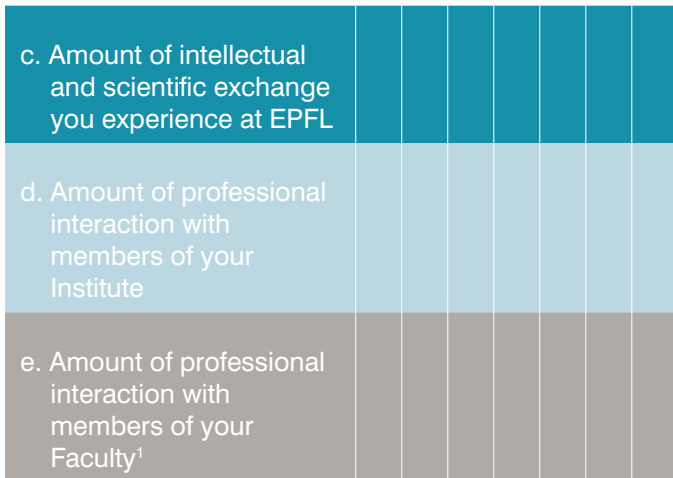 c. Amount of intellectual
and scientific exchange
you experience at EPFL
d. Amount of professional
interaction with
members of your
Institute
e. Amount of professional
interaction with
members of your
Faculty¹